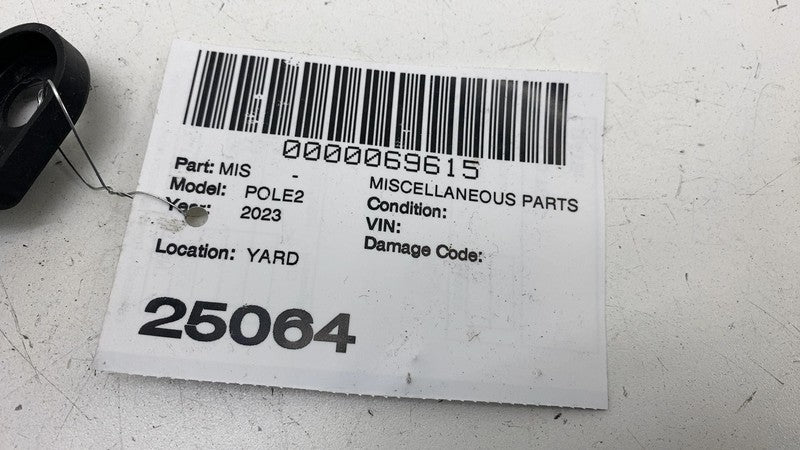 0000069615
Part: MIS - MISCELLANEOUS PARTS
Model: POLE2 Condition:
Year: 2023 VIN:
Damage Code:
Location: YARD
25064